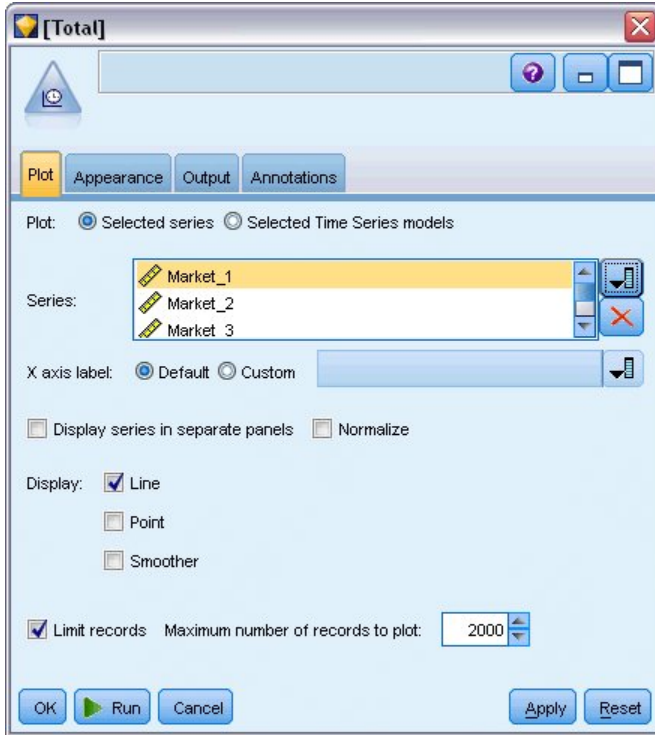 [Total]
Plot Appearance Output Annotations
Plot: Selected series Selected Time Series models
Series:
Market_1
Market_2
Market_3
X axis label: Default Custom
Display series in separate panels Normalize
Display: Line
Point
Smoother
Limit records Maximum number of records to plot: 2000
OK Run Cancel Apply Reset